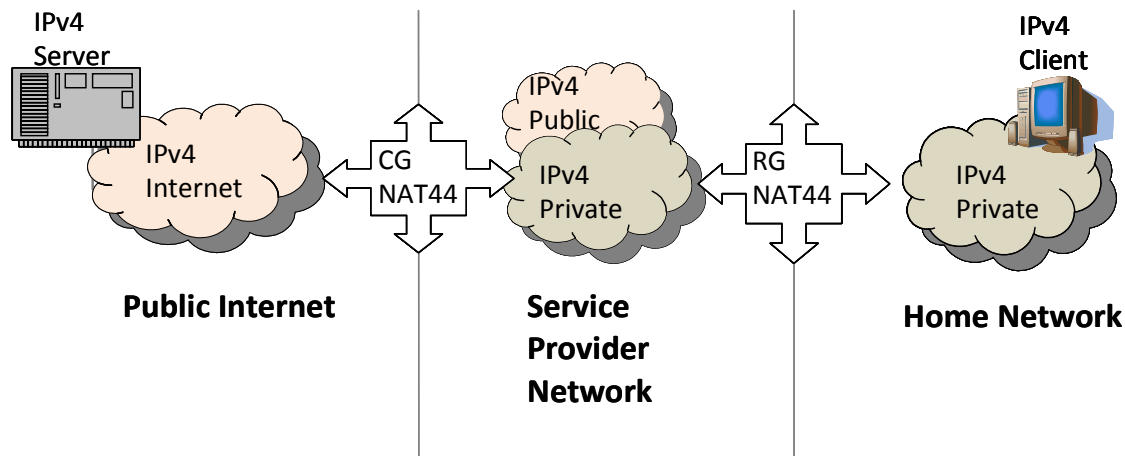 IPv4
Server
IPv4
Client
IPv4
Public
CG
NAT44
RG
NAT44
IPv4
Internet
IPv4
Private
IPv4
Private
Public Internet
Service
Provider
Network
Home Network